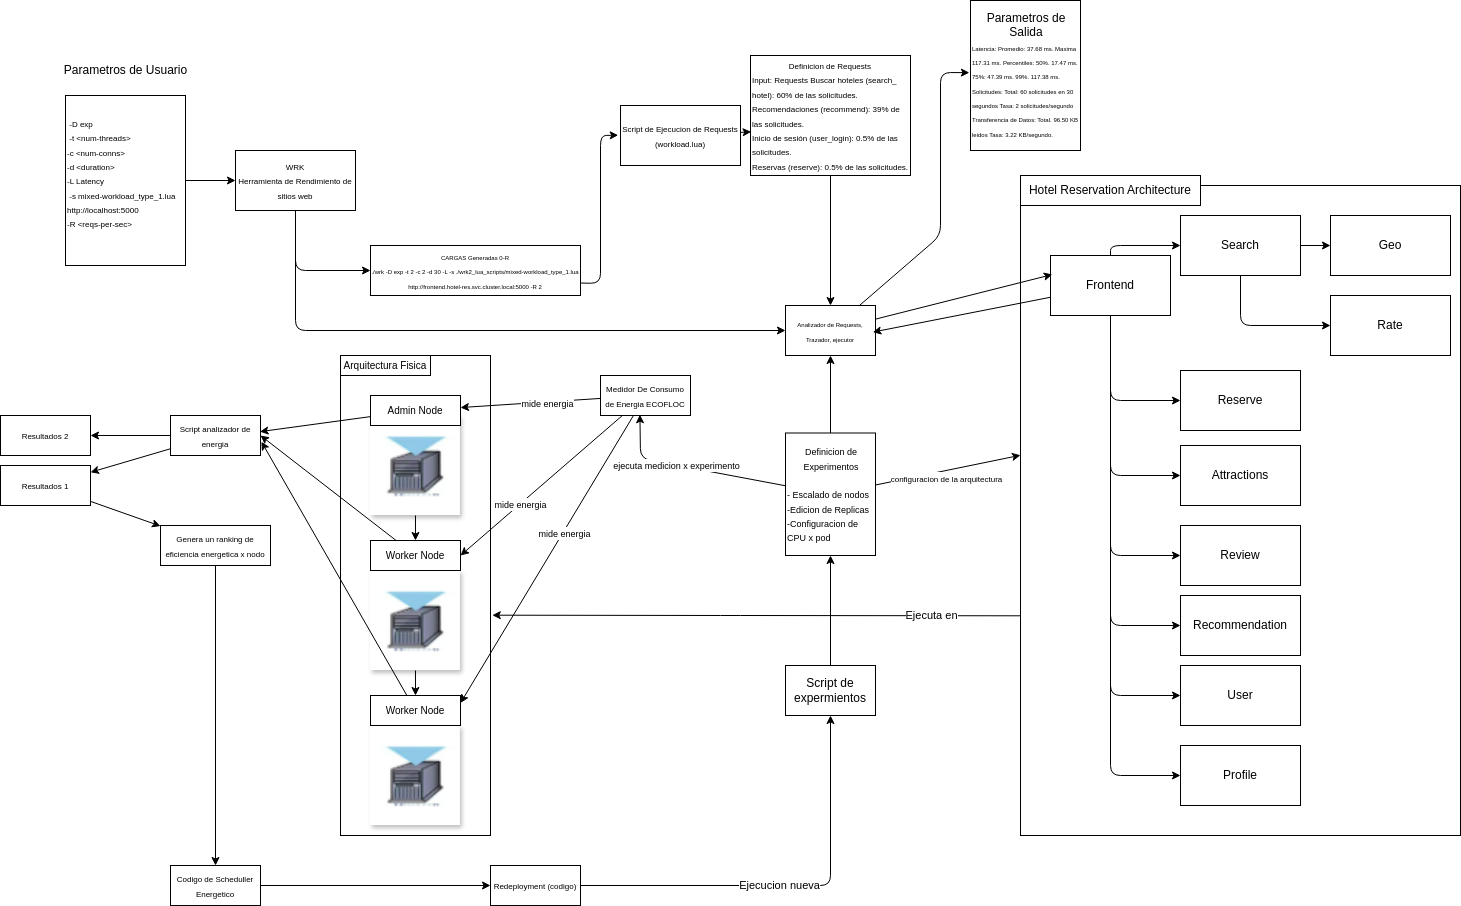 Parametros de Usuario
-D exp
-t <num-threads>
-c <num-conns>
-d <duration>
-L Latency
-s mixed-workload_type_1.lua
http://localhost:5000
-R <reqs-per-sec>
WRK
Herramienta de Rendimiento de
sitios web
CARGAS Generadas 0-R
./wrk -D exp -t 2 -c 2 -d 30 -L -s ./wrk2_lua_scripts/mixed-workload_type_1.lua
http://frontend.hotel-res.svc.cluster.local:5000 -R 2
Script de Ejecucion de Requests
(workload.lua)
Definicion de Requests
Input: Requests Buscar hoteles (search_
hotel): 60% de las solicitudes.
Recomendaciones (recommend): 39% de
las solicitudes.
Inicio de sesión (user_login): 0.5% de las
solicitudes.
Reservas (reserve): 0.5% de las solicitudes.
Parametros de
Salida
Latencia: Promedio: 37.68 ms. Maxima
117.31 ms. Percentiles: 50%. 17.47 ms.
75%: 47.39 ms. 99%. 117.38 ms.
Solicitudes: Total: 60 solicitudes en 30
segundos Tasa: 2 solicitudes/segundo
Transferencia de Datos: Total. 96.50 KB
leidos Tasa: 3.22 KB/segundo.
Analizador de Requests,
Trazador, ejecutor
Hotel Reservation Architecture
Frontend
Search
Geo
Rate
Reserve
Attractions
Review
Recommendation
User
Profile
Arquitectura Fisica
Admin Node
Worker Node
Worker Node
Medidor De Consumo
de Energia ECOFLOC
mide energia
mide energia
mide energia
ejecuta medicion x experimento
Definicion de
Experimentos
- Escalado de nodos
-Edicion de Replicas
-Configuracion de
CPU x pod
configuracion de la arquitectura
Ejecuta en
Script de
expermientos
Script analizador de
energia
Resultados 2
Resultados 1
Genera un ranking de
eficiencia energetica x nodo
Codigo de Scheduller
Energetico
Redeployment (codigo)
Ejecucion nueva